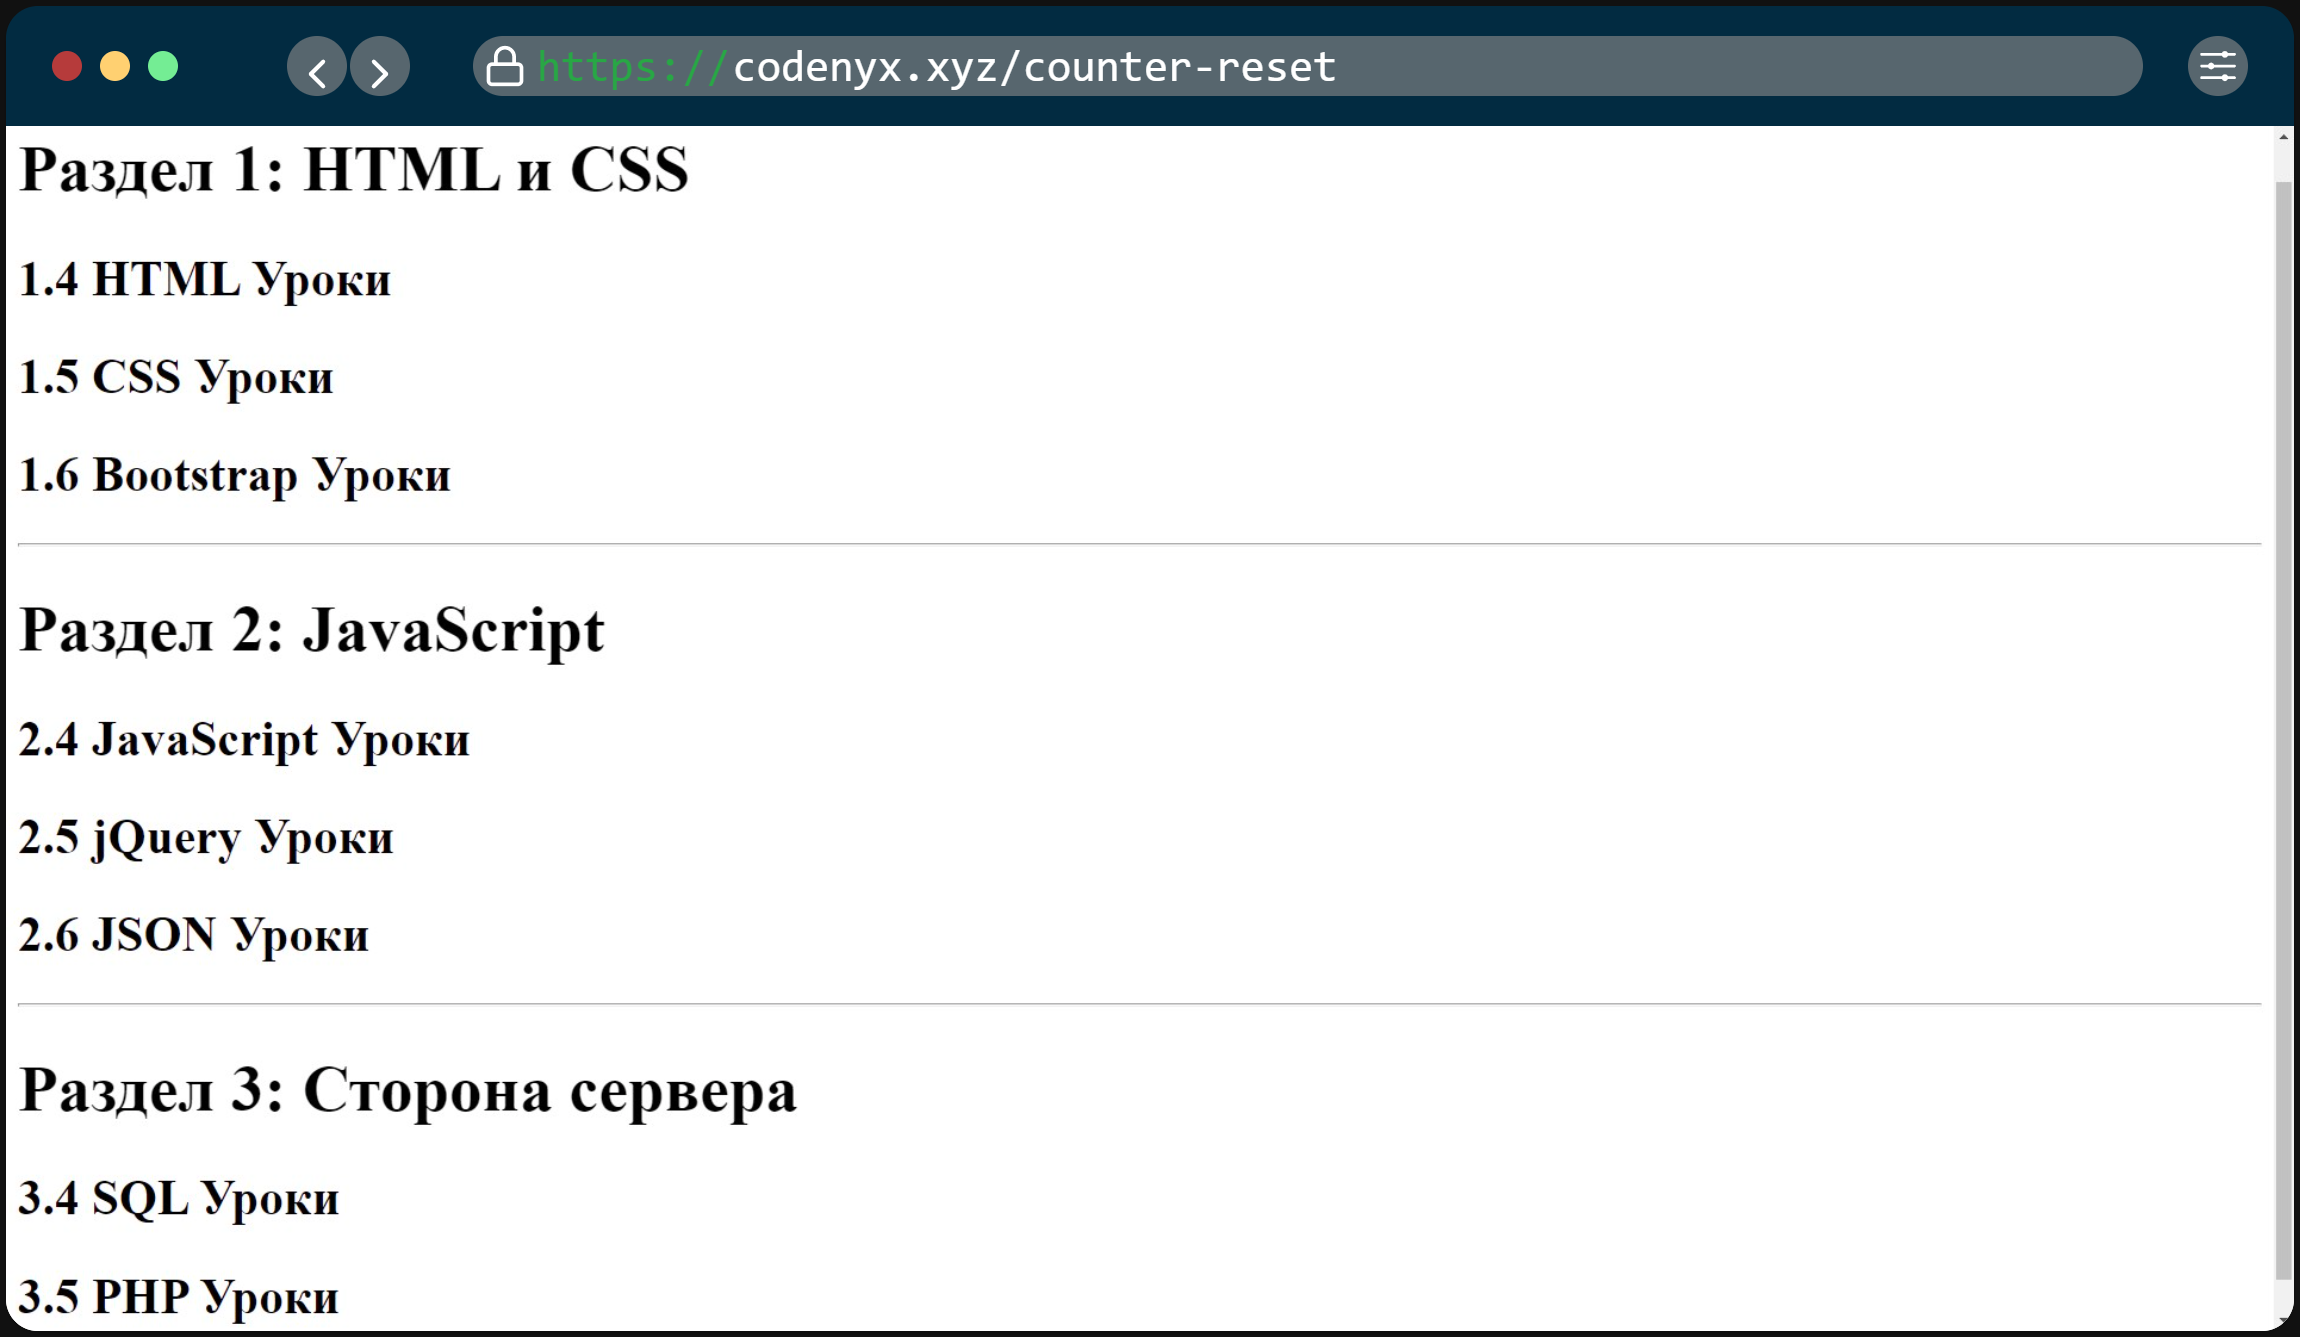 https://codenyx.xyz/counter-reset
Раздел 1: HTML и CSS
1.4 HTML Уроки
1.5 CSS Уроки
1.6 Bootstrap Уроки
Раздел 2: JavaScript
2.4 JavaScript Уроки
2.5 jQuery Уроки
2.6 JSON Уроки
Раздел 3: Сторона сервера
3.4 SQL Уроки
3.5 PHP Уроки